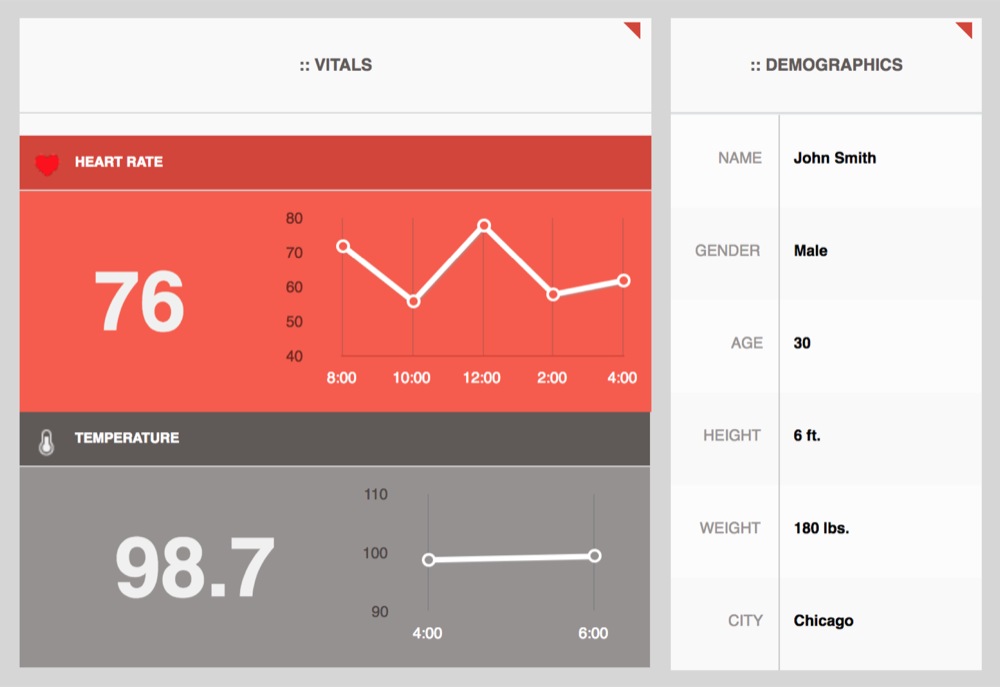 :: VITALS
HEART RATE
76
80
70
60
50
40
8:00 10:00 12:00 2:00 4:00
TEMPERATURE
98.7
110
100
90
4:00 6:00
:: DEMOGRAPHICS
NAME John Smith
GENDER Male
AGE 30
HEIGHT 6 ft.
WEIGHT 180 lbs.
CITY Chicago